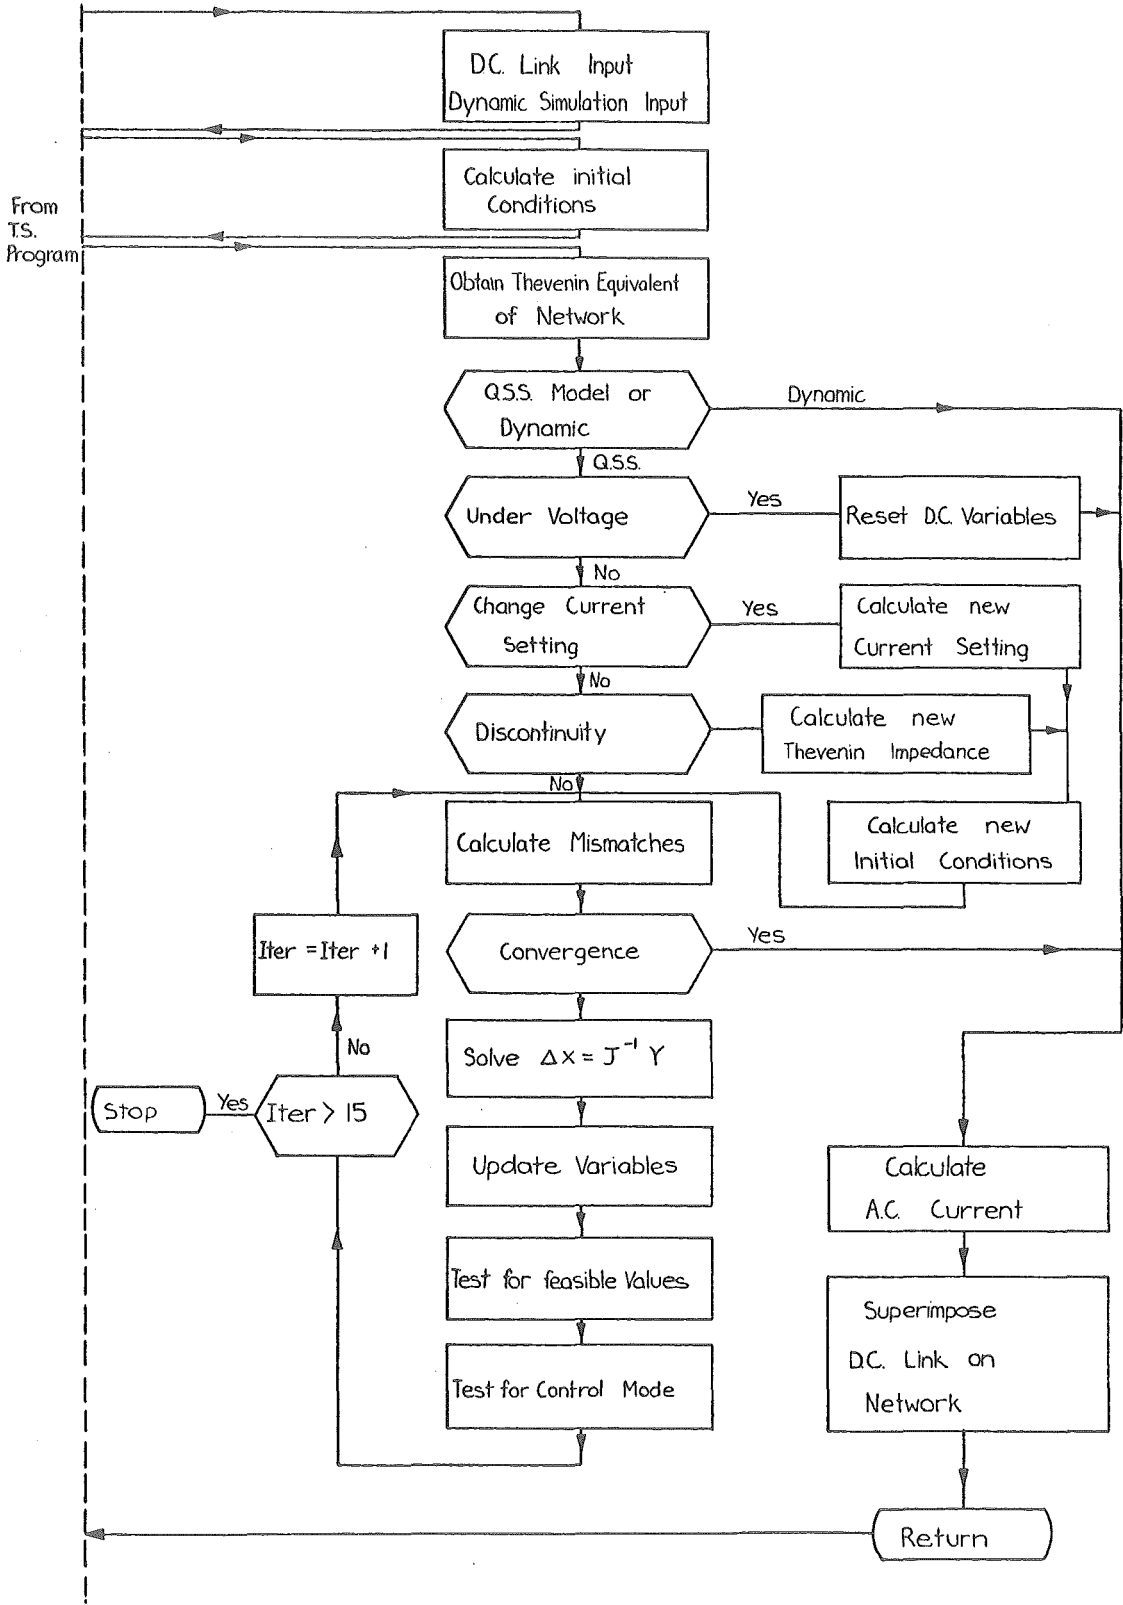 D.C. Link Input
Dynamic Simulation Input
Calculate initial
Conditions
From
T.S.
Program
Obtain Thevenin Equivalent
of Network
Q.S.S. Model or
Dynamic
Dynamic
Q.S.S.
Under Voltage
Yes
Reset D.C. Variables
No
Change Current
Setting
Yes
Calculate new
Current Setting
No
Discontinuity
Calculate new
Thevenin Impedance
No
Calculate Mismatches
Calculate new
Initial Conditions
Iter = Iter +1
Convergence
Yes
No
Solve Δx = J⁻¹ Y
Stop
Yes
Iter > 15
Update Variables
Calculate
A.C. Current
Test for feasible Values
Superimpose
D.C. Link on
Network
Test for Control Mode
Return